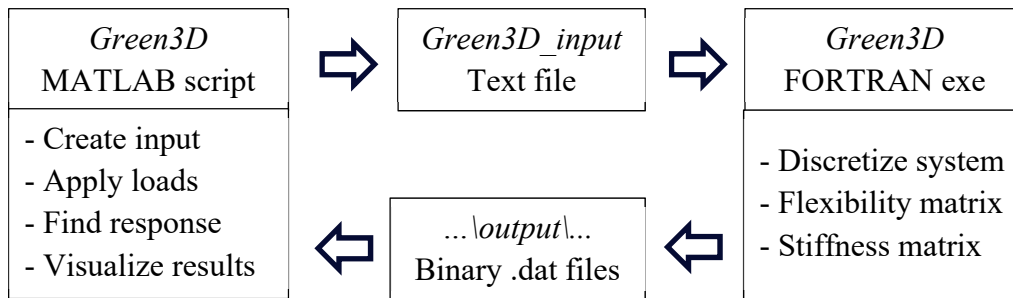 Green3D
MATLAB script
- Create input
- Apply loads
- Find response
- Visualize results
Green3D_input
Text file
Green3D
FORTRAN exe
- Discretize system
- Flexibility matrix
- Stiffness matrix
...\output\...
Binary .dat files